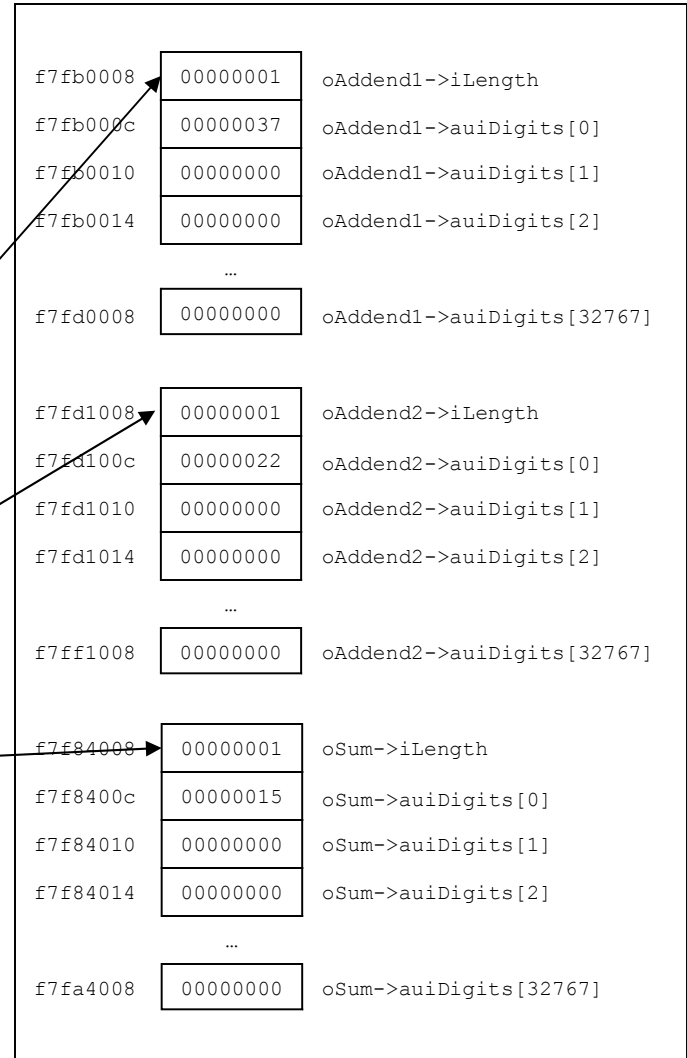 f7fb0008 00000001 oAddend1->iLength
f7fb000c 00000037 oAddend1->auiDigits[0]
f7fb0010 00000000 oAddend1->auiDigits[1]
f7fb0014 00000000 oAddend1->auiDigits[2]
…
f7fd0008 00000000 oAddend1->auiDigits[32767]
f7fd1008 00000001 oAddend2->iLength
f7fd100c 00000022 oAddend2->auiDigits[0]
f7fd1010 00000000 oAddend2->auiDigits[1]
f7fd1014 00000000 oAddend2->auiDigits[2]
…
f7ff1008 00000000 oAddend2->auiDigits[32767]
f7f84008 00000001 oSum->iLength
f7f8400c 00000015 oSum->auiDigits[0]
f7f84010 00000000 oSum->auiDigits[1]
f7f84014 00000000 oSum->auiDigits[2]
…
f7fa4008 00000000 oSum->auiDigits[32767]